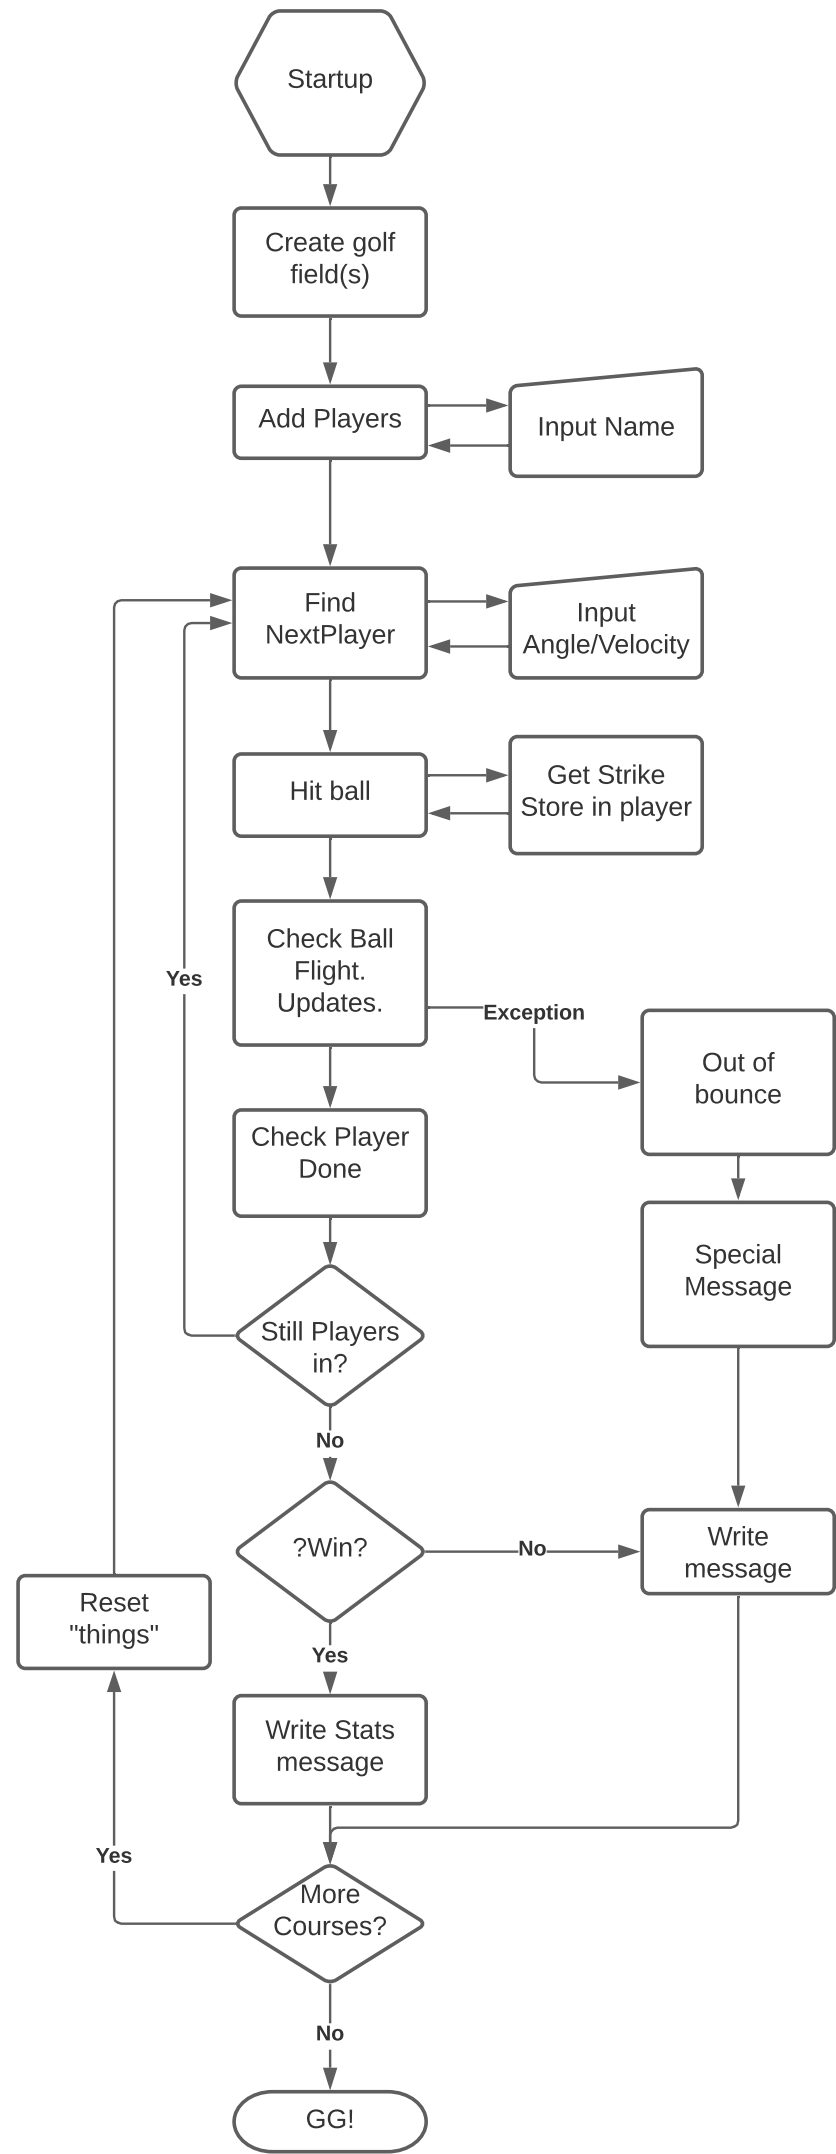 Startup
Create golf
field(s)
Add Players
Input Name
Find
NextPlayer
Input
Angle/Velocity
Hit ball
Get Strike
Store in player
Check Ball
Flight.
Updates.
Yes
Exception
Out of
bounce
Check Player
Done
Special
Message
Still Players
in?
No
?Win?
No
Write
message
Reset
"things"
Yes
Write Stats
message
Yes
More
Courses?
No
GG!